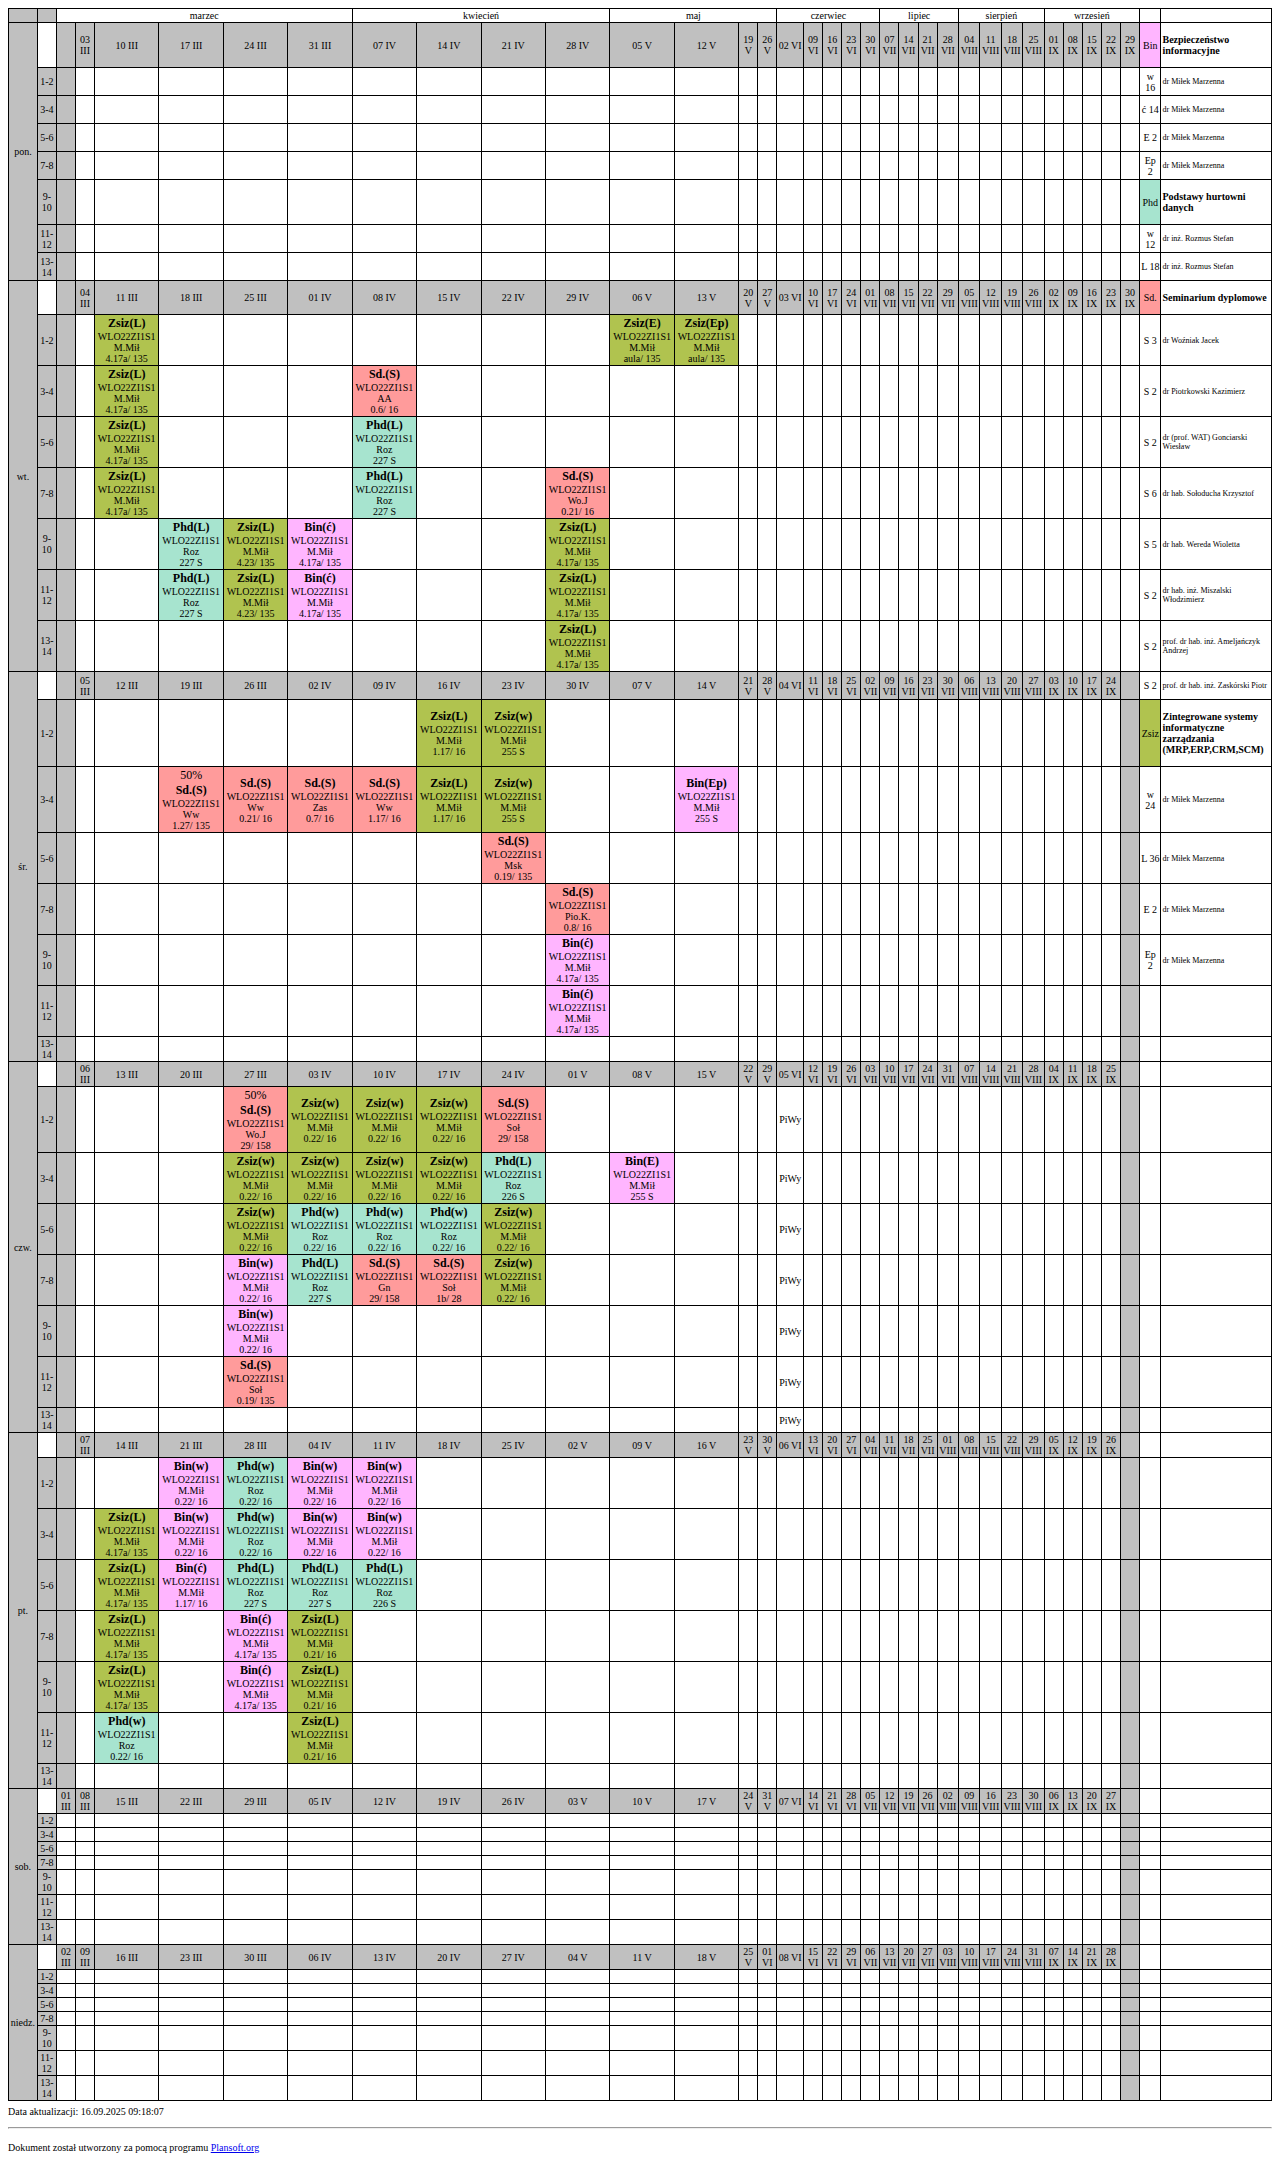 marzec kwiecień maj czerwiec lipiec sierpień wrzesień
pon. 03 III 10 III 17 III 24 III 31 III 07 IV 14 IV 21 IV 28 IV 05 V 12 V 19 V 26 V 02 VI 09 VI 16 VI 23 VI 30 VI 07 VII 14 VII 21 VII 28 VII 04 VIII 11 VIII 18 VIII 25 VIII 01 IX 08 IX 15 IX 22 IX 29 IX Bin Bezpieczeństwo informacyjne
1-2 w 16 dr Miłek Marzenna
3-4 ć 14 dr Miłek Marzenna
5-6 E 2 dr Miłek Marzenna
7-8 Ep 2 dr Miłek Marzenna
9-10 Phd Podstawy hurtowni danych
11-12 w 12 dr inż. Rozmus Stefan
13-14 L 18 dr inż. Rozmus Stefan
wt. 04 III 11 III 18 III 25 III 01 IV 08 IV 15 IV 22 IV 29 IV 06 V 13 V 20 V 27 V 03 VI 10 VI 17 VI 24 VI 01 VII 08 VII 15 VII 22 VII 29 VII 05 VIII 12 VIII 19 VIII 26 VIII 02 IX 09 IX 16 IX 23 IX 30 IX Sd. Seminarium dyplomowe
1-2 Zsiz(L) WLO22ZI1S1 M.Mił 4.17a/ 135 Zsiz(E) WLO22ZI1S1 M.Mił aula/ 135 Zsiz(Ep) WLO22ZI1S1 M.Mił aula/ 135 S 3 dr Woźniak Jacek
3-4 Zsiz(L) WLO22ZI1S1 M.Mił 4.17a/ 135 Sd.(S) WLO22ZI1S1 AA 0.6/ 16 S 2 dr Piotrkowski Kazimierz
5-6 Zsiz(L) WLO22ZI1S1 M.Mił 4.17a/ 135 Phd(L) WLO22ZI1S1 Roz 227 S S 2 dr (prof. WAT) Gonciarski Wiesław
7-8 Zsiz(L) WLO22ZI1S1 M.Mił 4.17a/ 135 Phd(L) WLO22ZI1S1 Roz 227 S Sd.(S) WLO22ZI1S1 Wo.J 0.21/ 16 S 6 dr hab. Sołoducha Krzysztof
9-10 Phd(L) WLO22ZI1S1 Roz 227 S Zsiz(L) WLO22ZI1S1 M.Mił 4.23/ 135 Bin(ć) WLO22ZI1S1 M.Mił 4.17a/ 135 Zsiz(L) WLO22ZI1S1 M.Mił 4.17a/ 135 S 5 dr hab. Wereda Wioletta
11-12 Phd(L) WLO22ZI1S1 Roz 227 S Zsiz(L) WLO22ZI1S1 M.Mił 4.23/ 135 Bin(ć) WLO22ZI1S1 M.Mił 4.17a/ 135 Zsiz(L) WLO22ZI1S1 M.Mił 4.17a/ 135 S 2 dr hab. inż. Miszalski Włodzimierz
13-14 Zsiz(L) WLO22ZI1S1 M.Mił 4.17a/ 135 S 2 prof. dr hab. inż. Ameljańczyk Andrzej
śr. 05 III 12 III 19 III 26 III 02 IV 09 IV 16 IV 23 IV 30 IV 07 V 14 V 21 V 28 V 04 VI 11 VI 18 VI 25 VI 02 VII 09 VII 16 VII 23 VII 30 VII 06 VIII 13 VIII 20 VIII 27 VIII 03 IX 10 IX 17 IX 24 IX S 2 prof. dr hab. inż. Zaskórski Piotr
1-2 Zsiz(L) WLO22ZI1S1 M.Mił 1.17/ 16 Zsiz(w) WLO22ZI1S1 M.Mił 255 S Zsiz Zintegrowane systemy informatyczne zarządzania (MRP,ERP,CRM,SCM)
3-4 50% Sd.(S) WLO22ZI1S1 Ww 1.27/ 135 Sd.(S) WLO22ZI1S1 Ww 0.21/ 16 Sd.(S) WLO22ZI1S1 Zas 0.7/ 16 Sd.(S) WLO22ZI1S1 Ww 1.17/ 16 Zsiz(L) WLO22ZI1S1 M.Mił 1.17/ 16 Zsiz(w) WLO22ZI1S1 M.Mił 255 S Bin(Ep) WLO22ZI1S1 M.Mił 255 S w 24 dr Miłek Marzenna
5-6 Sd.(S) WLO22ZI1S1 Msk 0.19/ 135 L 36 dr Miłek Marzenna
7-8 Sd.(S) WLO22ZI1S1 Pio.K. 0.8/ 16 E 2 dr Miłek Marzenna
9-10 Bin(ć) WLO22ZI1S1 M.Mił 4.17a/ 135 Ep 2 dr Miłek Marzenna
11-12 Bin(ć) WLO22ZI1S1 M.Mił 4.17a/ 135
13-14
czw. 06 III 13 III 20 III 27 III 03 IV 10 IV 17 IV 24 IV 01 V 08 V 15 V 22 V 29 V 05 VI 12 VI 19 VI 26 VI 03 VII 10 VII 17 VII 24 VII 31 VII 07 VIII 14 VIII 21 VIII 28 VIII 04 IX 11 IX 18 IX 25 IX
1-2 50% Sd.(S) WLO22ZI1S1 Wo.J 29/ 158 Zsiz(w) WLO22ZI1S1 M.Mił 0.22/ 16 Zsiz(w) WLO22ZI1S1 M.Mił 0.22/ 16 Zsiz(w) WLO22ZI1S1 M.Mił 0.22/ 16 Sd.(S) WLO22ZI1S1 Soł 29/ 158 PiWy
3-4 Zsiz(w) WLO22ZI1S1 M.Mił 0.22/ 16 Zsiz(w) WLO22ZI1S1 M.Mił 0.22/ 16 Zsiz(w) WLO22ZI1S1 M.Mił 0.22/ 16 Zsiz(w) WLO22ZI1S1 M.Mił 0.22/ 16 Phd(L) WLO22ZI1S1 Roz 226 S Bin(E) WLO22ZI1S1 M.Mił 255 S PiWy
5-6 Zsiz(w) WLO22ZI1S1 M.Mił 0.22/ 16 Phd(w) WLO22ZI1S1 Roz 0.22/ 16 Phd(w) WLO22ZI1S1 Roz 0.22/ 16 Phd(w) WLO22ZI1S1 Roz 0.22/ 16 Zsiz(w) WLO22ZI1S1 M.Mił 0.22/ 16 PiWy
7-8 Bin(w) WLO22ZI1S1 M.Mił 0.22/ 16 Phd(L) WLO22ZI1S1 Roz 227 S Sd.(S) WLO22ZI1S1 Gn 29/ 158 Sd.(S) WLO22ZI1S1 Soł 1b/ 28 Zsiz(w) WLO22ZI1S1 M.Mił 0.22/ 16 PiWy
9-10 Bin(w) WLO22ZI1S1 M.Mił 0.22/ 16 PiWy
11-12 Sd.(S) WLO22ZI1S1 Soł 0.19/ 135 PiWy
13-14 PiWy
pt. 07 III 14 III 21 III 28 III 04 IV 11 IV 18 IV 25 IV 02 V 09 V 16 V 23 V 30 V 06 VI 13 VI 20 VI 27 VI 04 VII 11 VII 18 VII 25 VII 01 VIII 08 VIII 15 VIII 22 VIII 29 VIII 05 IX 12 IX 19 IX 26 IX
1-2 Bin(w) WLO22ZI1S1 M.Mił 0.22/ 16 Phd(w) WLO22ZI1S1 Roz 0.22/ 16 Bin(w) WLO22ZI1S1 M.Mił 0.22/ 16 Bin(w) WLO22ZI1S1 M.Mił 0.22/ 16
3-4 Zsiz(L) WLO22ZI1S1 M.Mił 4.17a/ 135 Bin(w) WLO22ZI1S1 M.Mił 0.22/ 16 Phd(w) WLO22ZI1S1 Roz 0.22/ 16 Bin(w) WLO22ZI1S1 M.Mił 0.22/ 16 Bin(w) WLO22ZI1S1 M.Mił 0.22/ 16
5-6 Zsiz(L) WLO22ZI1S1 M.Mił 4.17a/ 135 Bin(ć) WLO22ZI1S1 M.Mił 1.17/ 16 Phd(L) WLO22ZI1S1 Roz 227 S Phd(L) WLO22ZI1S1 Roz 227 S Phd(L) WLO22ZI1S1 Roz 226 S
7-8 Zsiz(L) WLO22ZI1S1 M.Mił 4.17a/ 135 Bin(ć) WLO22ZI1S1 M.Mił 4.17a/ 135 Zsiz(L) WLO22ZI1S1 M.Mił 0.21/ 16
9-10 Zsiz(L) WLO22ZI1S1 M.Mił 4.17a/ 135 Bin(ć) WLO22ZI1S1 M.Mił 4.17a/ 135 Zsiz(L) WLO22ZI1S1 M.Mił 0.21/ 16
11-12 Phd(w) WLO22ZI1S1 Roz 0.22/ 16 Zsiz(L) WLO22ZI1S1 M.Mił 0.21/ 16
13-14
sob. 01 III 08 III 15 III 22 III 29 III 05 IV 12 IV 19 IV 26 IV 03 V 10 V 17 V 24 V 31 V 07 VI 14 VI 21 VI 28 VI 05 VII 12 VII 19 VII 26 VII 02 VIII 09 VIII 16 VIII 23 VIII 30 VIII 06 IX 13 IX 20 IX 27 IX
1-2
3-4
5-6
7-8
9-10
11-12
13-14
niedz. 02 III 09 III 16 III 23 III 30 III 06 IV 13 IV 20 IV 27 IV 04 V 11 V 18 V 25 V 01 VI 08 VI 15 VI 22 VI 29 VI 06 VII 13 VII 20 VII 27 VII 03 VIII 10 VIII 17 VIII 24 VIII 31 VIII 07 IX 14 IX 21 IX 28 IX
1-2
3-4
5-6
7-8
9-10
11-12
13-14
Data aktualizacji: 16.09.2025 09:18:07
Dokument został utworzony za pomocą programu Plansoft.org